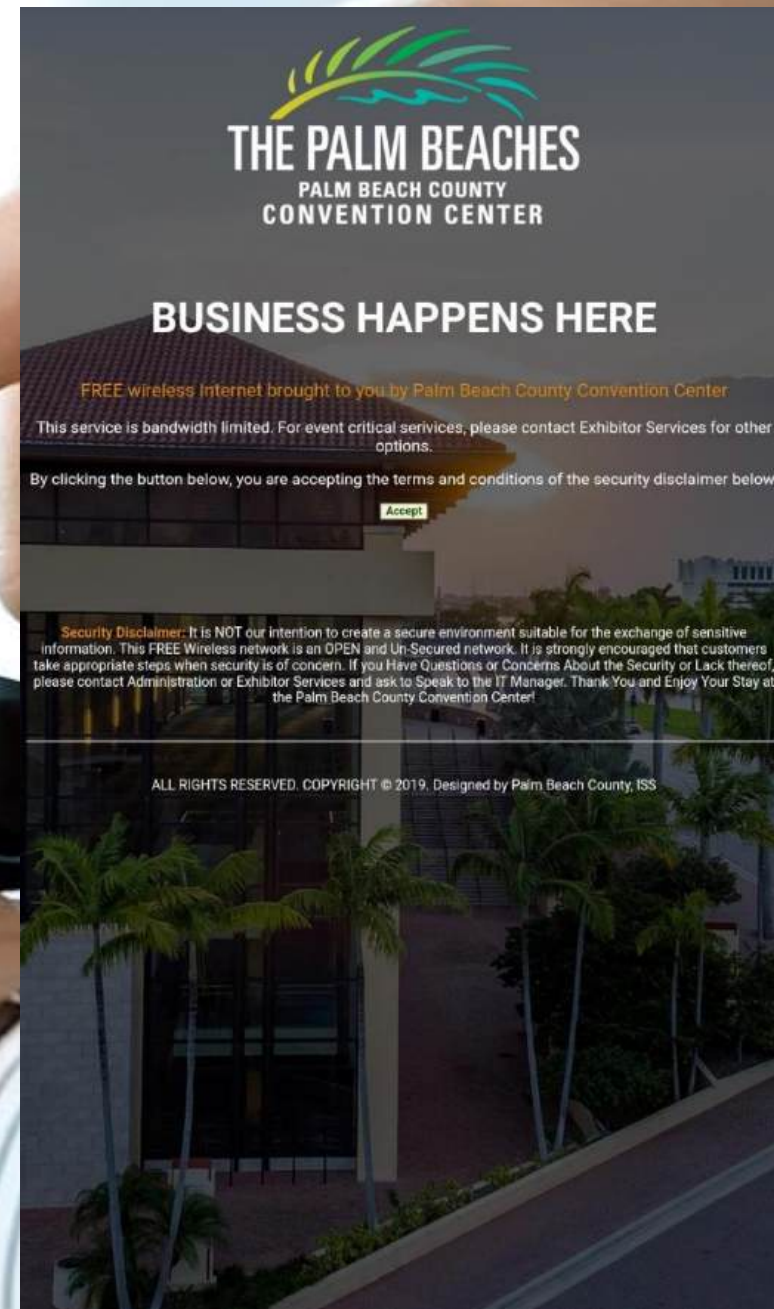 THE PALM BEACHES
PALM BEACH COUNTY
CONVENTION CENTER
BUSINESS HAPPENS HERE
FREE wireless Internet brought to you by Palm Beach County Convention Center
This service is bandwidth limited. For event critical serivices, please contact Exhibitor Services for other
options.
By clicking the button below, you are accepting the terms and conditions of the security disclaimer below
Accept
Security Disclaimer: It is NOT our intention to create a secure environment suitable for the exchange of sensitive
information. This FREE Wireless network is an OPEN and Un-Secured network. It is strongly encouraged that customers
take appropriate steps when security is of concern. If you Have Questions or Concerns About the Security or Lack thereof,
please contact Administration or Exhibitor Services and ask to Speak to the IT Manager. Thank You and Enjoy Your Stay at
the Palm Beach County Convention Center!
ALL RIGHTS RESERVED. COPYRIGHT © 2019. Designed by Palm Beach County, ISS